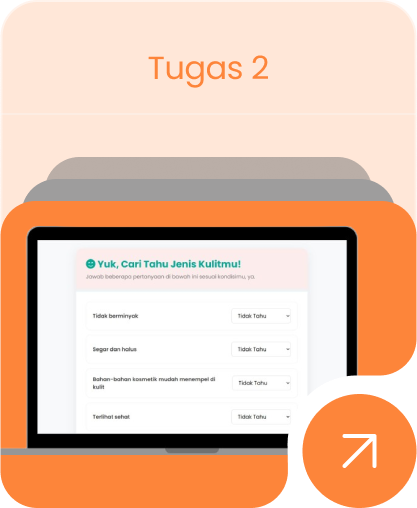 Tugas 2
Yuk, Cari Tahu Jenis Kulitmu!
Jawab beberapa pertanyaan di bawah ini sesuai kondisimu, ya.
Tidak berminyak Tidak Tahu
Segar dan halus Tidak Tahu
Bahan-bahan kosmetik mudah menempel di
kulit Tidak Tahu
Terlihat sehat Tidak Tahu